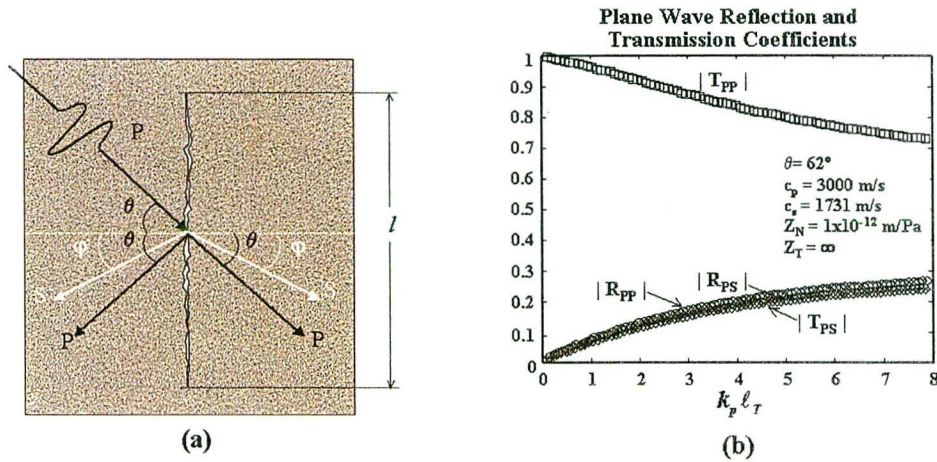 P
θ
θ
θ
φ
φ
S
S
P
P
l
(a)
Plane Wave Reflection and
Transmission Coefficients
1
0.9
0.8
0.7
0.6
0.5
0.4
0.3
0.2
0.1
0
| T_PP |
θ= 62°
c_p = 3000 m/s
c_s = 1731 m/s
Z_N = 1x10^-12 m/Pa
Z_T = ∞
| R_PP |
| R_PS |
| T_PS |
0 1 2 3 4 5 6 7 8
k_p ℓ_T
(b)